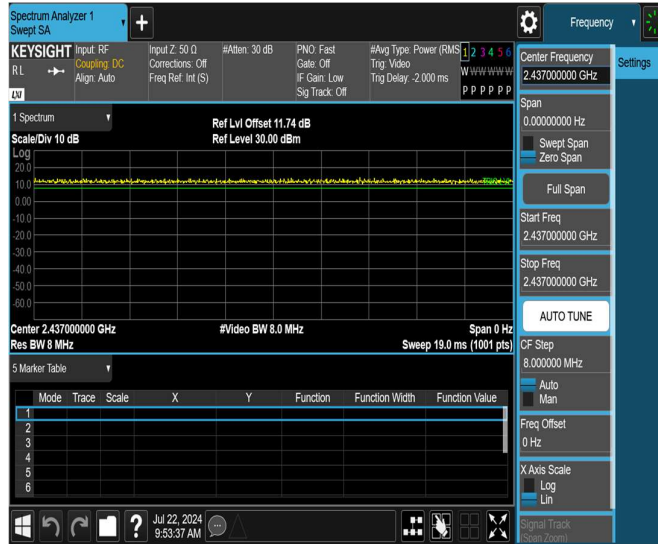 Spectrum Analyzer 1
Swept SA
Frequency
KEYSIGHT
RL
LXI
Input: RF
Coupling: DC
Align: Auto
Input Z: 50 Ω
Corrections: Off
Freq Ref: Int (S)
#Atten: 30 dB
PNO: Fast
Gate: Off
IF Gain: Low
Sig Track: Off
#Avg Type: Power (RMS
Trig: Video
Trig Delay: -2.000 ms
1 2 3 4 5 6
W W W W W W
P P P P P P
1 Spectrum
Scale/Div 10 dB
Ref Lvl Offset 11.74 dB
Ref Level 30.00 dBm
Log
20.0
10.0
0.00
-10.0
-20.0
-30.0
-40.0
-50.0
-60.0
Center 2.437000000 GHz
#Video BW 8.0 MHz
Span 0 Hz
Res BW 8 MHz
Sweep 19.0 ms (1001 pts)
5 Marker Table
Mode Trace Scale X Y Function Function Width Function Value
1
2
3
4
5
6
Jul 22, 2024
9:53:37 AM
?
Center Frequency
2.437000000 GHz
Settings
Span
0.00000000 Hz
Swept Span
Zero Span
Full Span
Start Freq
2.437000000 GHz
Stop Freq
2.437000000 GHz
AUTO TUNE
CF Step
8.000000 MHz
Auto
Man
Freq Offset
0 Hz
X Axis Scale
Log
Lin
Signal Track
(Span Zoom)